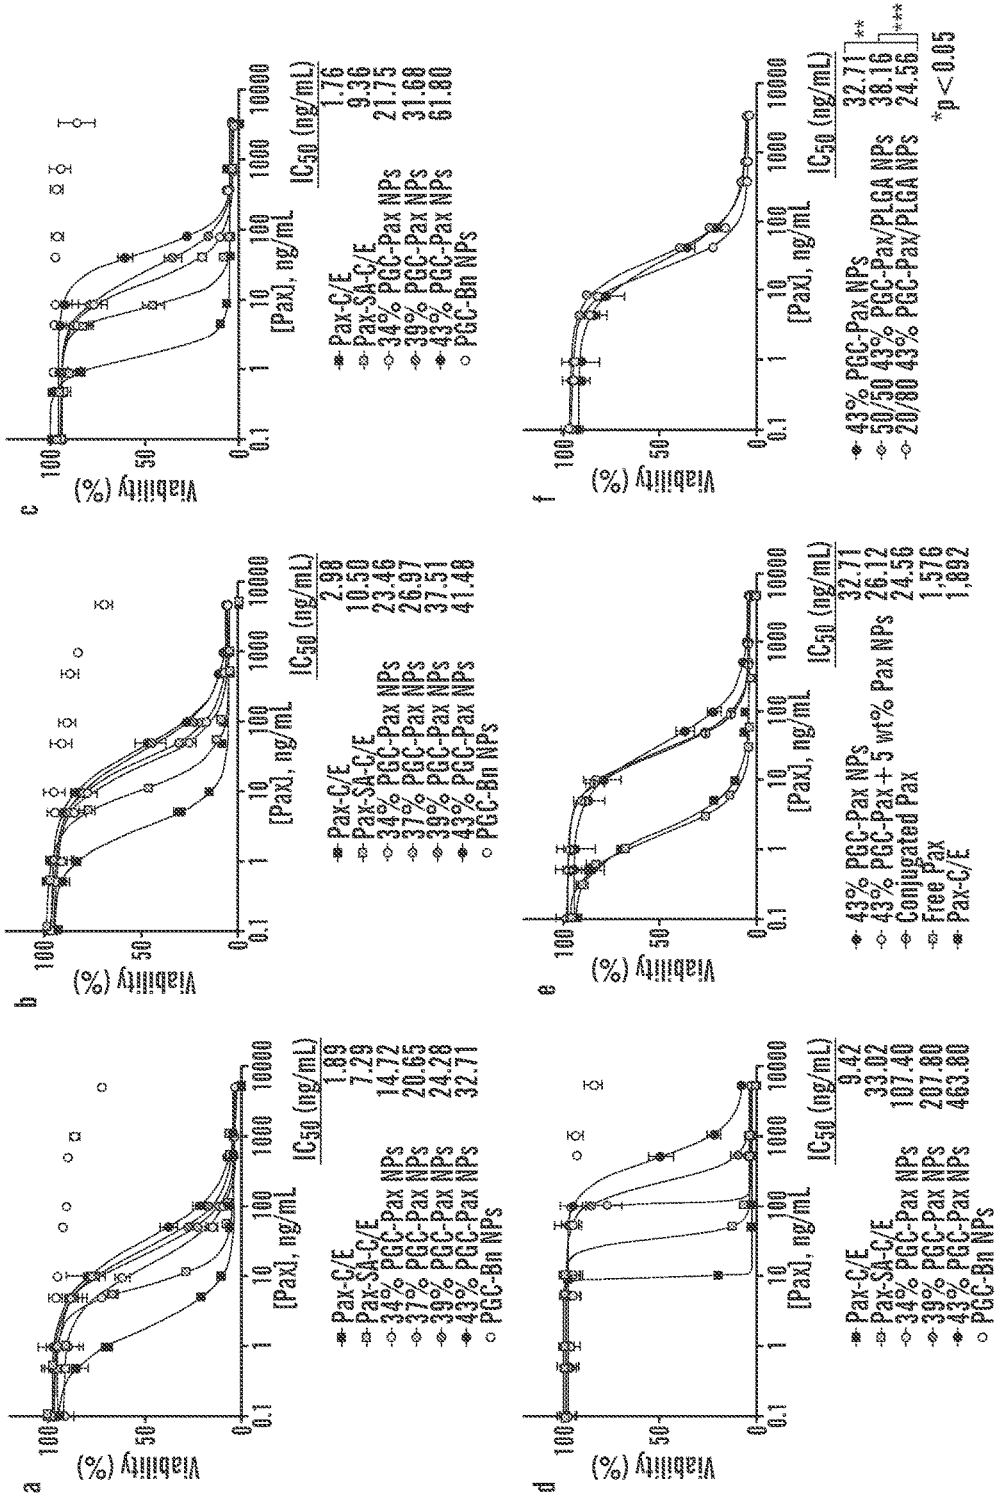 a
Viability (%)
100
50
0
0.1
1
10
100
1000
10000
[Pax], ng/mL
IC50 (ng/mL)
Pax-C/E 1.89
Pax-SA-C/E 7.29
34% PGC-Pax NPs 14.72
37% PGC-Pax NPs 20.65
39% PGC-Pax NPs 24.28
43% PGC-Pax NPs 32.71
PGC-Bn NPs
b
Viability (%)
100
50
0
0.1
1
10
100
1000
10000
[Pax], ng/mL
IC50 (ng/mL)
Pax-C/E 2.98
Pax-SA-C/E 10.50
34% PGC-Pax NPs 23.46
37% PGC-Pax NPs 26.97
39% PGC-Pax NPs 37.51
43% PGC-Pax NPs 41.48
PGC-Bn NPs
c
Viability (%)
100
50
0
0.1
1
10
100
1000
10000
[Pax], ng/mL
IC50 (ng/mL)
Pax-C/E 1.76
Pax-SA-C/E 9.36
34% PGC-Pax NPs 21.75
39% PGC-Pax NPs 31.68
43% PGC-Pax NPs 61.80
PGC-Bn NPs
d
Viability (%)
100
50
0
0.1
1
10
100
1000
10000
[Pax], ng/mL
IC50 (ng/mL)
Pax-C/E 9.42
Pax-SA-C/E 33.02
34% PGC-Pax NPs 107.40
39% PGC-Pax NPs 207.80
43% PGC-Pax NPs 463.80
PGC-Bn NPs
e
Viability (%)
100
50
0
0.1
1
10
100
1000
10000
[Pax], ng/mL
IC50 (ng/mL)
43% PGC-Pax NPs 32.71
43% PGC-Pax + 5 wt% Pax NPs 26.12
Conjugated Pax 24.56
Free Pax 1,576
Pax-C/E 1,892
f
Viability (%)
100
50
0
0.1
1
10
100
1000
10000
[Pax], ng/mL
IC50 (ng/mL)
43% PGC-Pax NPs 32.71
50/50 43% PGC-Pax/PLGA NPs 38.16
20/80 43% PGC-Pax/PLGA NPs 24.56
**
***
*p<0.05